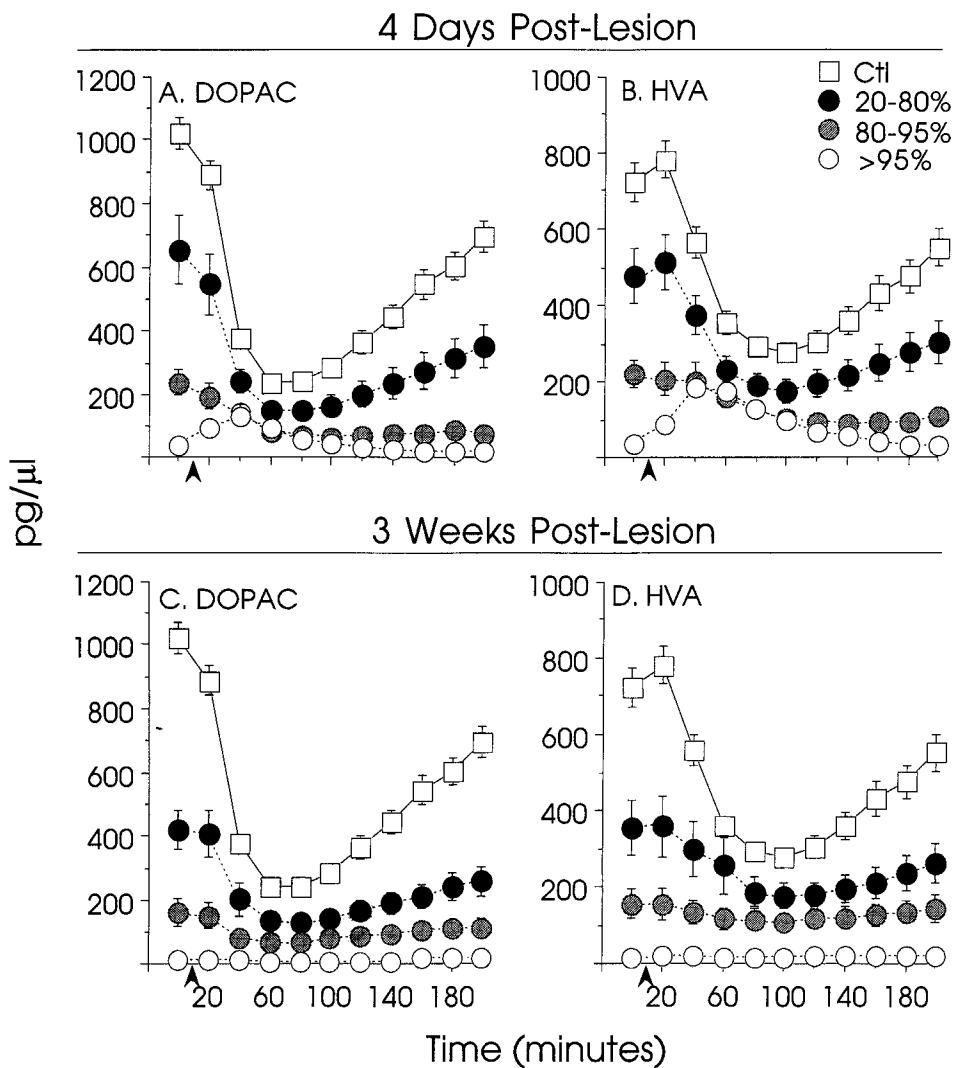 4 Days Post-Lesion
A. DOPAC
1200
1000
800
600
400
200
B. HVA
1000
800
600
400
200
Ctl
20-80%
80-95%
>95%
pg/µl
3 Weeks Post-Lesion
C. DOPAC
1200
1000
800
600
400
200
20 60 100 140 180
D. HVA
1000
800
600
400
200
20 60 100 140 180
Time (minutes)